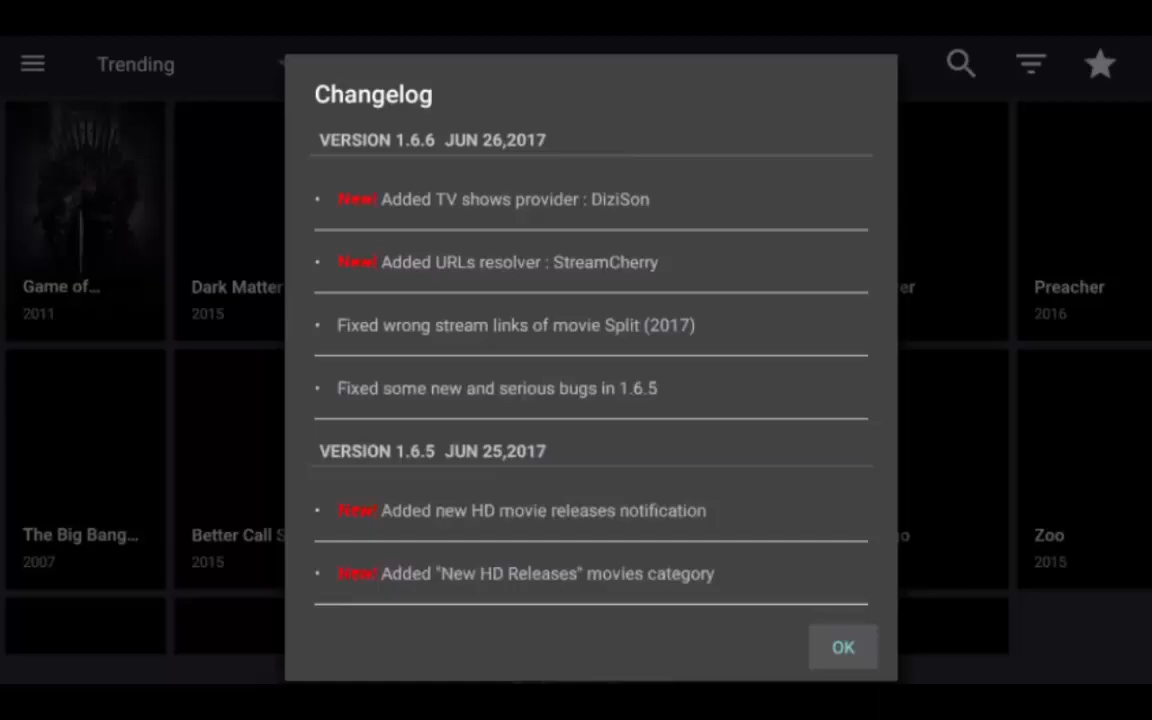 Trending
Changelog
VERSION 1.6.6 JUN 26,2017
• New! Added TV shows provider : DiziSon
• New! Added URLs resolver : StreamCherry
• Fixed wrong stream links of movie Split (2017)
• Fixed some new and serious bugs in 1.6.5
VERSION 1.6.5 JUN 25,2017
• New! Added new HD movie releases notification
• New! Added "New HD Releases" movies category
OK
Game of...
2011
Dark Matter
2015
er
Preacher
2016
The Big Bang...
2007
Better Call S
2015
o
Zoo
2015